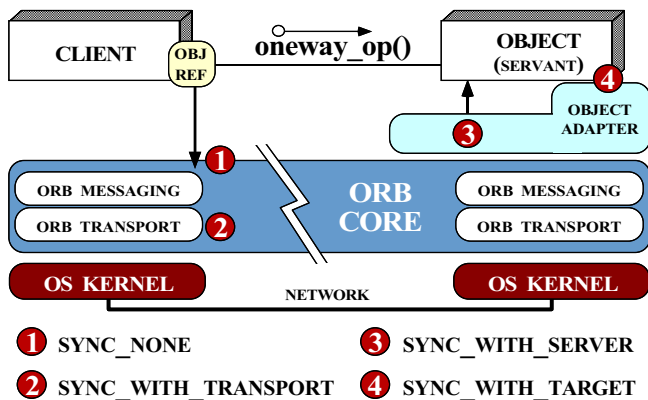 CLIENT
OBJ
REF
oneway_op()
OBJECT
(SERVANT)
4
OBJECT
ADAPTER
3
1
ORB MESSAGING
ORB TRANSPORT
2
ORB
CORE
ORB MESSAGING
ORB TRANSPORT
OS KERNEL
NETWORK
OS KERNEL
1 SYNC_NONE
3 SYNC_WITH_SERVER
2 SYNC_WITH_TRANSPORT
4 SYNC_WITH_TARGET